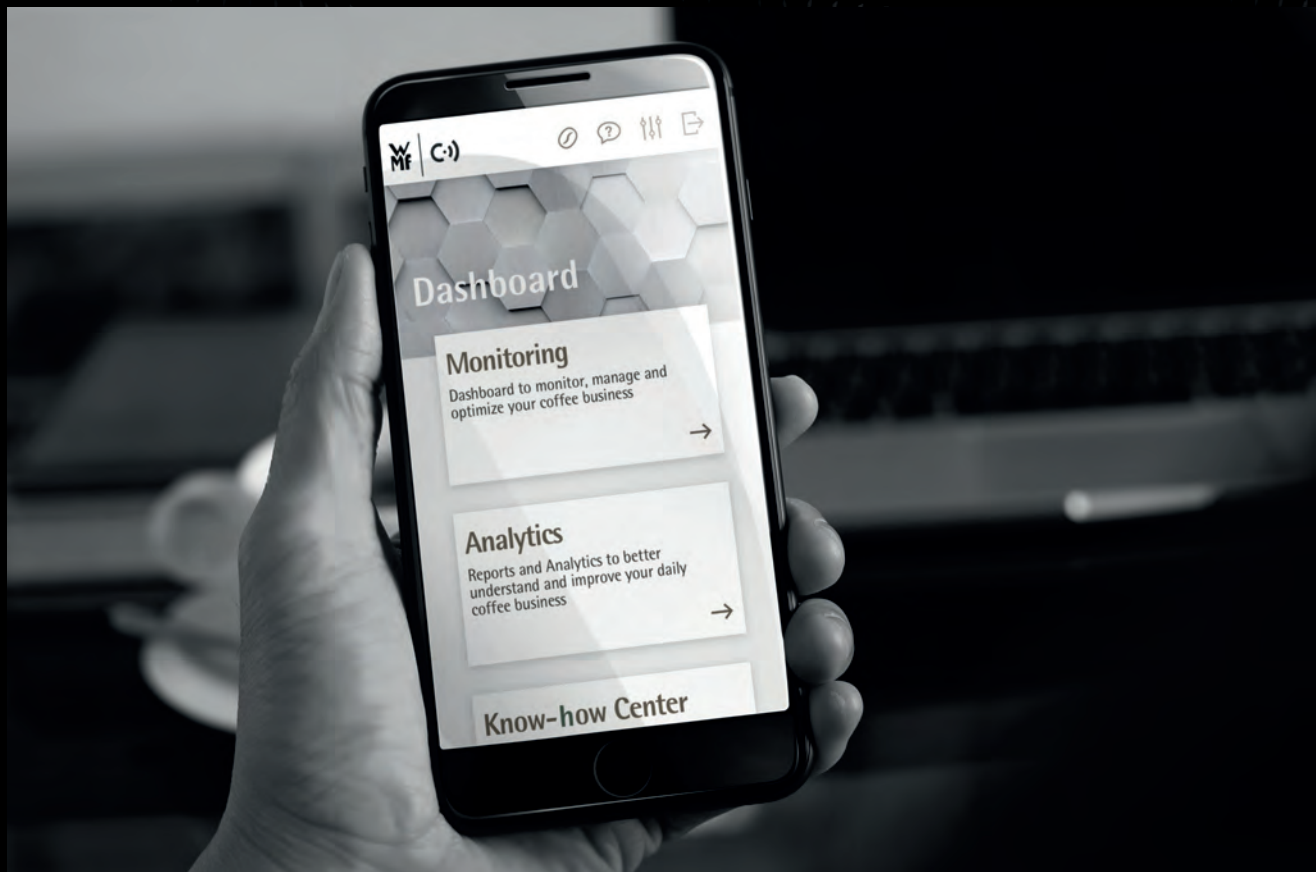 WMF
Dashboard
Monitoring
Dashboard to monitor, manage and
optimize your coffee business
Analytics
Reports and Analytics to better
understand and improve your daily
coffee business
Know-how Center